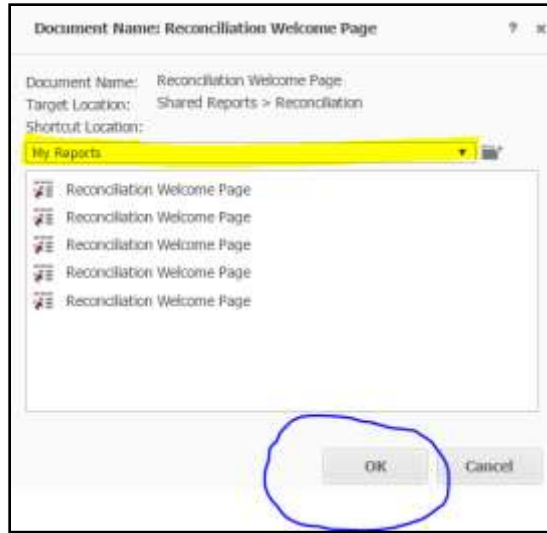 Document Name: Reconciliation Welcome Page ? x
Document Name: Reconciliation Welcome Page
Target Location: Shared Reports > Reconciliation
Shortcut Location:
My Reports
Reconciliation Welcome Page
Reconciliation Welcome Page
Reconciliation Welcome Page
Reconciliation Welcome Page
Reconciliation Welcome Page
OK Cancel